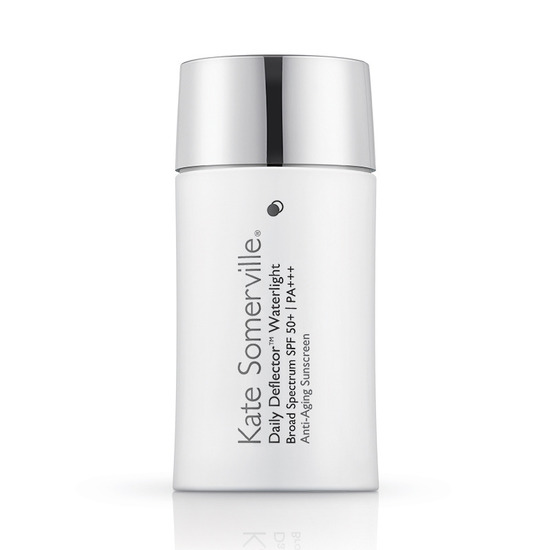 Kate Somerville®
Daily Deflector™ Waterlight
Broad Spectrum SPF 50+ | PA+++
Anti-Aging Sunscreen